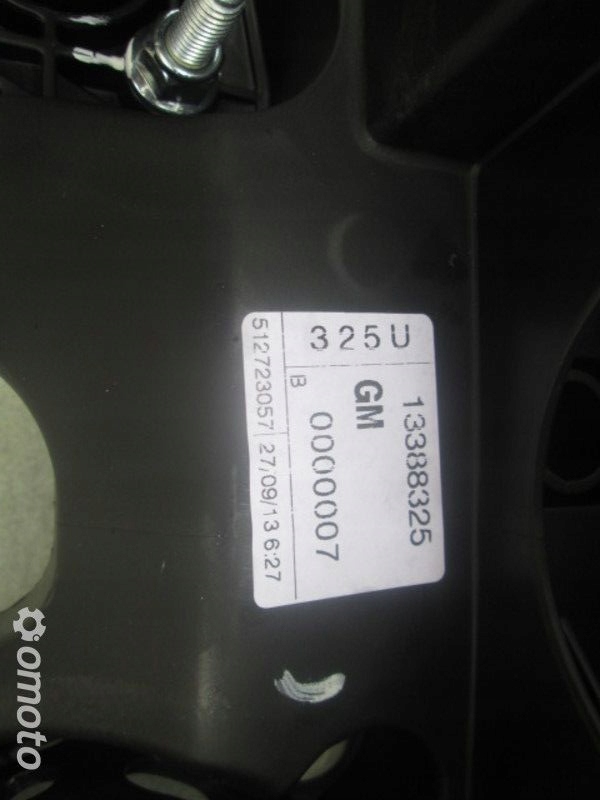 325U
13388325
GM
B 0000007
512723057 27/09/13 6:27
omoto